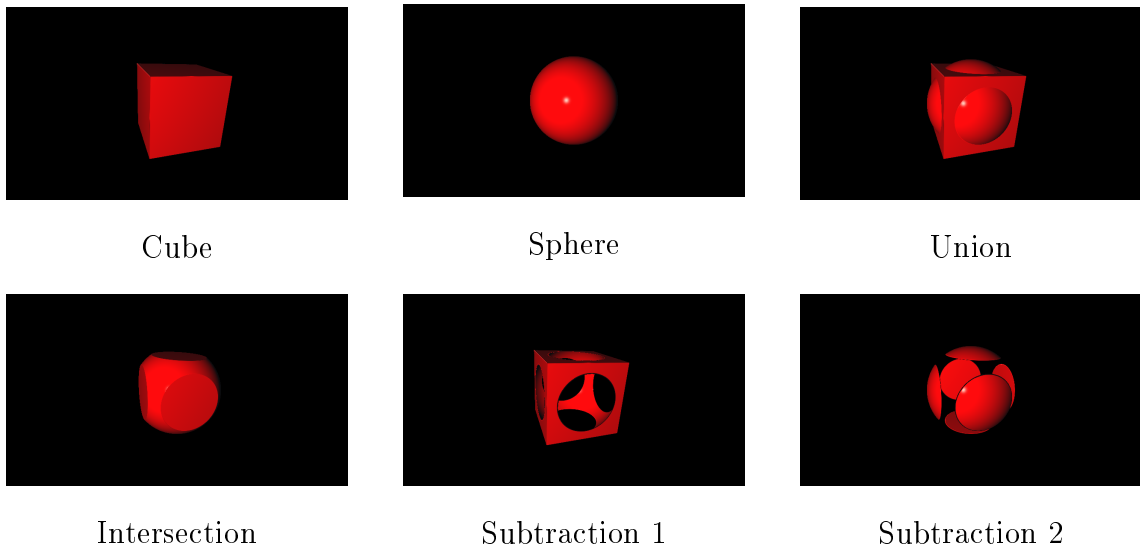 Cube
Sphere
Union
Intersection
Subtraction 1
Subtraction 2